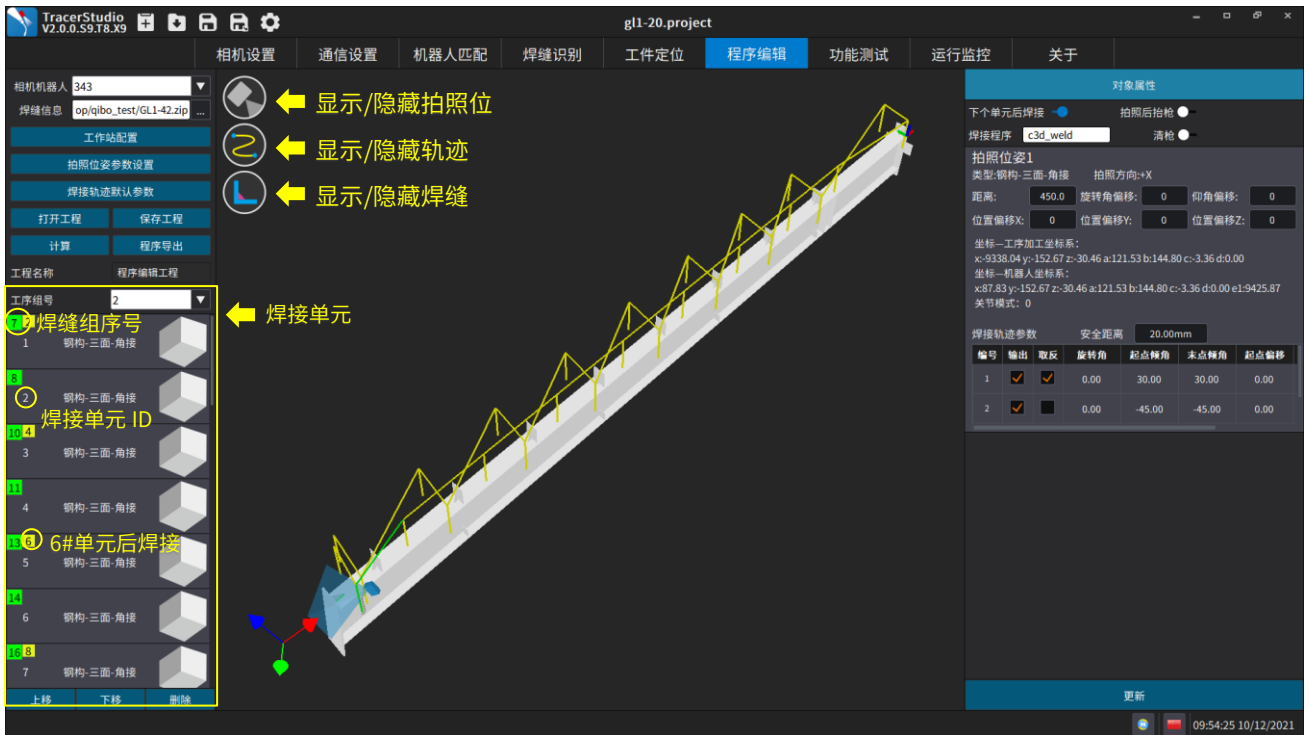 TracerStudio
V2.0.0.S9.T8.X9
gl1-20.project
相机设置 通信设置 机器人匹配 焊缝识别 工件定位 程序编辑 功能测试 运行监控 关于
相机机器人 343
焊缝信息 op/qibo_test/GL1-42.zip ...
工作站配置
拍照位姿参数设置
焊接轨迹默认参数
打开工程 保存工程
计算 程序导出
工程名称 程序编辑工程
工序组号 2
7 2 焊缝组序号
1 钢构-三面-角接
8
2 钢构-三面-角接
焊接单元 ID
10 4
3 钢构-三面-角接
11
4 钢构-三面-角接
13 6 6#单元后焊接
5 钢构-三面-角接
14
6 钢构-三面-角接
16 8
7 钢构-三面-角接
上移 下移 删除
显示/隐藏拍照位
显示/隐藏轨迹
显示/隐藏焊缝
焊接单元
对象属性
下个单元后焊接 拍照后抬枪
焊接程序 c3d_weld 清枪
拍照位姿1
类型:钢构-三面-角接 拍照方向:+X
距离: 450.0 旋转角偏移: 0 仰角偏移: 0
位置偏移X: 0 位置偏移Y: 0 位置偏移Z: 0
坐标—工序加工坐标系:
x:-9338.04 y:-152.67 z:-30.46 a:121.53 b:144.80 c:-3.36 d:0.00
坐标—机器人坐标系:
x:87.83 y:-152.67 z:-30.46 a:121.53 b:144.80 c:-3.36 d:0.00 e1:9425.87
关节模式: 0
焊接轨迹参数 安全距离 20.00mm
编号 输出 取反 旋转角 起点倾角 末点倾角 起点偏移
1 0.00 30.00 30.00 0.00
2 0.00 -45.00 -45.00 0.00
更新
09:54:25 10/12/2021